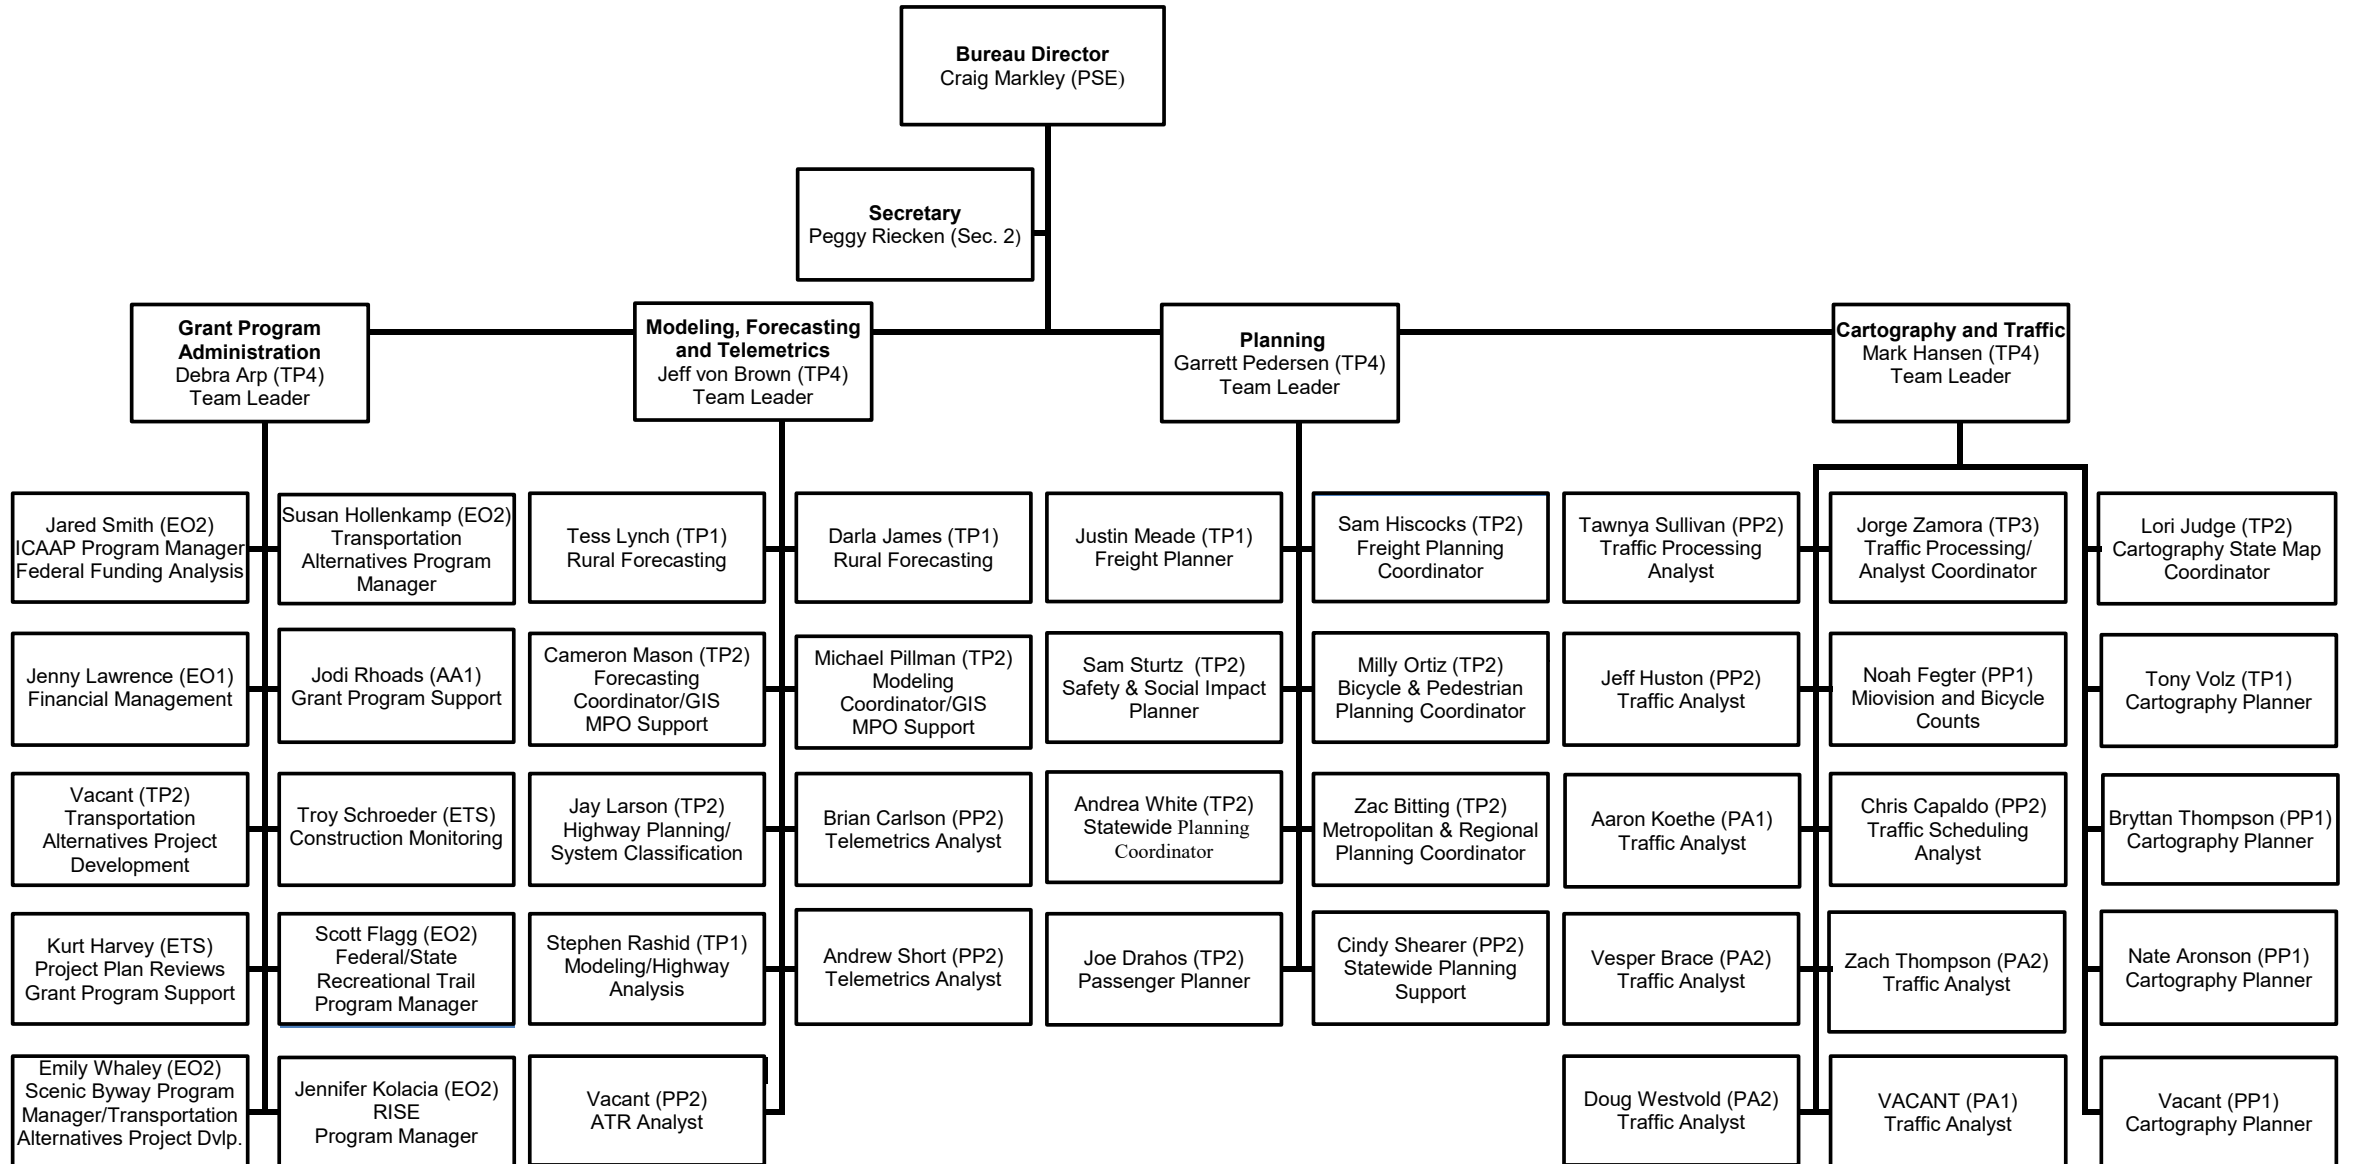 Bureau Director
Craig Markley (PSE)
Secretary
Peggy Riecken (Sec. 2)
Grant Program
Administration
Debra Arp (TP4)
Team Leader
Modeling, Forecasting
and Telemetrics
Jeff von Brown (TP4)
Team Leader
Planning
Garrett Pedersen (TP4)
Team Leader
Cartography and Traffic
Mark Hansen (TP4)
Team Leader
Jared Smith (EO2)
ICAAP Program Manager
Federal Funding Analysis
Susan Hollenkamp (EO2)
Transportation
Alternatives Program
Manager
Tess Lynch (TP1)
Rural Forecasting
Darla James (TP1)
Rural Forecasting
Justin Meade (TP1)
Freight Planner
Sam Hiscocks (TP2)
Freight Planning
Coordinator
Tawnya Sullivan (PP2)
Traffic Processing
Analyst
Jorge Zamora (TP3)
Traffic Processing/
Analyst Coordinator
Lori Judge (TP2)
Cartography State Map
Coordinator
Jenny Lawrence (EO1)
Financial Management
Jodi Rhoads (AA1)
Grant Program Support
Cameron Mason (TP2)
Forecasting
Coordinator/GIS
MPO Support
Michael Pillman (TP2)
Modeling
Coordinator/GIS
MPO Support
Sam Sturtz  (TP2)
Safety & Social Impact
Planner
Milly Ortiz (TP2)
Bicycle & Pedestrian
Planning Coordinator
Jeff Huston (PP2)
Traffic Analyst
Noah Fegter (PP1)
Miovision and Bicycle
Counts
Tony Volz (TP1)
Cartography Planner
Vacant (TP2)
Transportation
Alternatives Project
Development
Troy Schroeder (ETS)
Construction Monitoring
Jay Larson (TP2)
Highway Planning/
System Classification
Brian Carlson (PP2)
Telemetrics Analyst
Andrea White (TP2)
Statewide Planning
Coordinator
Zac Bitting (TP2)
Metropolitan & Regional
Planning Coordinator
Aaron Koethe (PA1)
Traffic Analyst
Chris Capaldo (PP2)
Traffic Scheduling
Analyst
Bryttan Thompson (PP1)
Cartography Planner
Kurt Harvey (ETS)
Project Plan Reviews
Grant Program Support
Scott Flagg (EO2)
Federal/State
Recreational Trail
Program Manager
Stephen Rashid (TP1)
Modeling/Highway
Analysis
Andrew Short (PP2)
Telemetrics Analyst
Joe Drahos (TP2)
Passenger Planner
Cindy Shearer (PP2)
Statewide Planning
Support
Vesper Brace (PA2)
Traffic Analyst
Zach Thompson (PA2)
Traffic Analyst
Nate Aronson (PP1)
Cartography Planner
Emily Whaley (EO2)
Scenic Byway Program
Manager/Transportation
Alternatives Project Dvlp.
Jennifer Kolacia (EO2)
RISE
Program Manager
Vacant (PP2)
ATR Analyst
Doug Westvold (PA2)
Traffic Analyst
VACANT (PA1)
Traffic Analyst
Vacant (PP1)
Cartography Planner